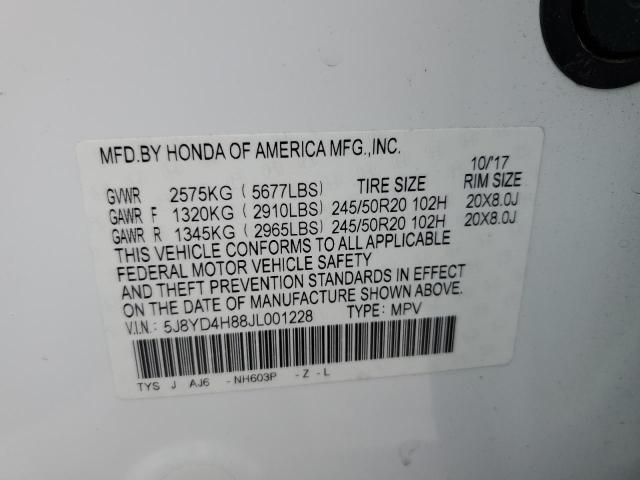 MFD.BY HONDA OF AMERICA MFG.,INC. 10/'17
GVWR 2575KG ( 5677LBS) TIRE SIZE RIM SIZE
GAWR F 1320KG ( 2910LBS) 245/50R20 102H 20X8.0J
GAWR R 1345KG ( 2965LBS) 245/50R20 102H 20X8.0J
THIS VEHICLE CONFORMS TO ALL APPLICABLE
FEDERAL MOTOR VEHICLE SAFETY
AND THEFT PREVENTION STANDARDS IN EFFECT
ON THE DATE OF MANUFACTURE SHOWN ABOVE.
V.I.N.: 5J8YD4H88JL001228 TYPE: MPV
TYS J AJ6 -NH603P -Z -L